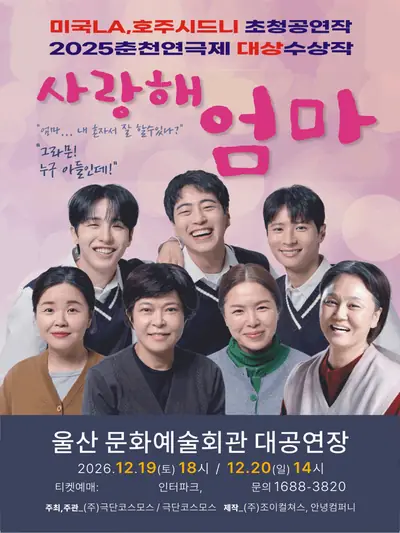 미국LA,호주시드니 초청공연작
2025춘천연극제 대상수상작
사랑해
엄마
"엄마... 내 혼자서 잘 할수있나?"
"그라믄!
누구 아들인데!"
울산 문화예술회관 대공연장
2026.12.19(토) 18시 / 12.20(일) 14시
티켓예매: 인터파크, 문의 1688-3820
주최,주관_(주)극단코스모스 / 극단코스모스 제작_(주)조이컬쳐스, 안녕컴퍼니